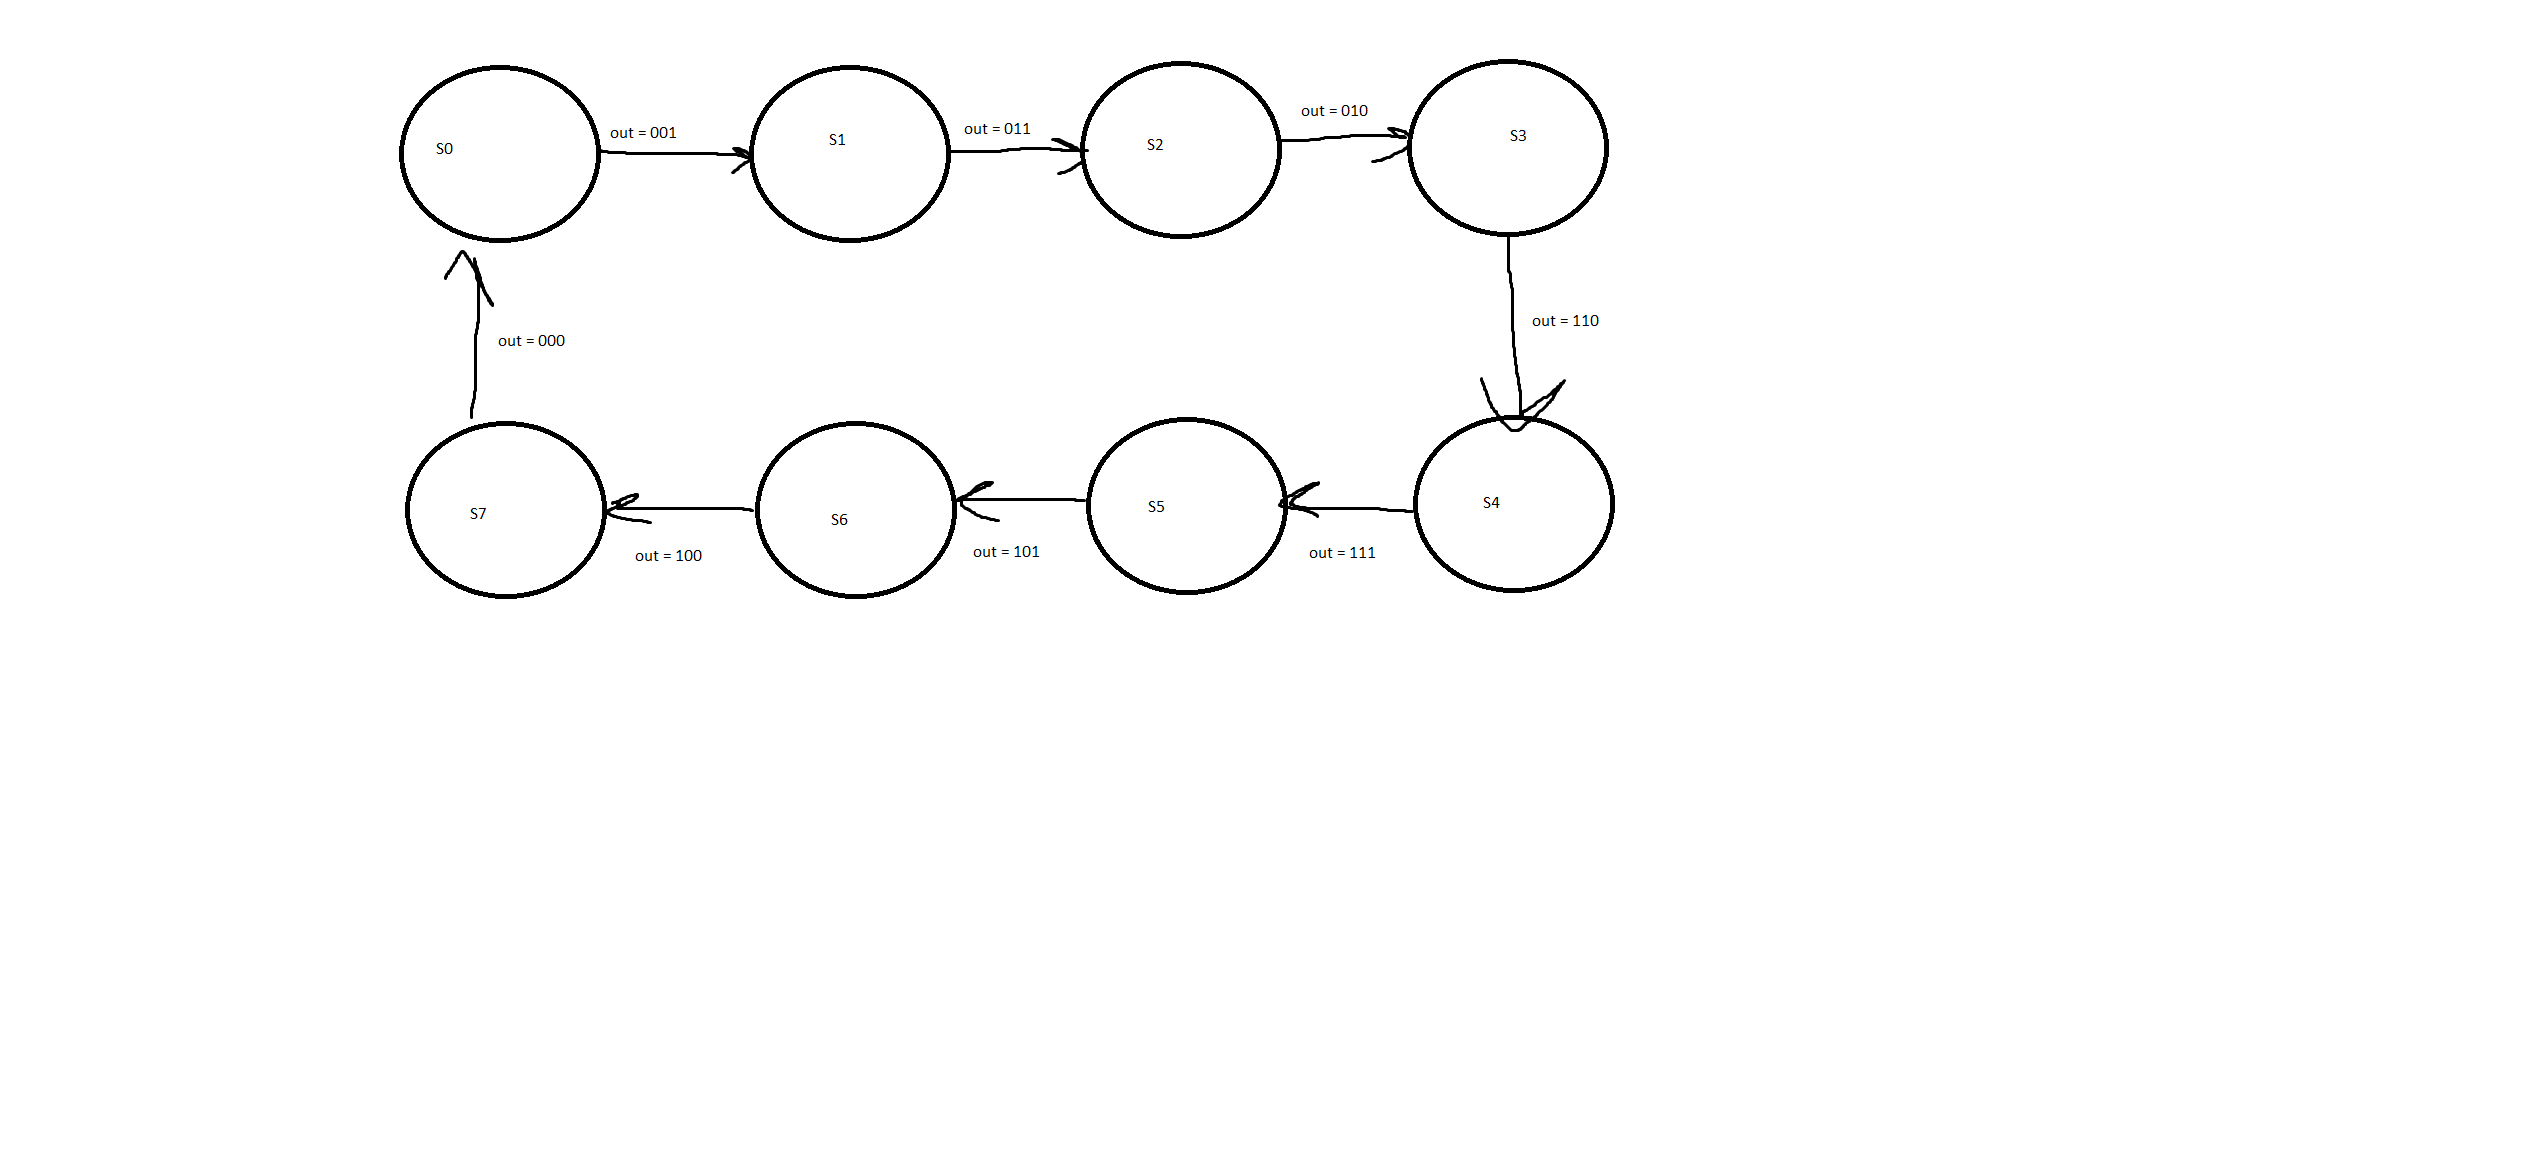 S0
out = 001
S1
out = 011
S2
out = 010
S3
out = 110
out = 000
S7
out = 100
S6
out = 101
S5
out = 111
S4